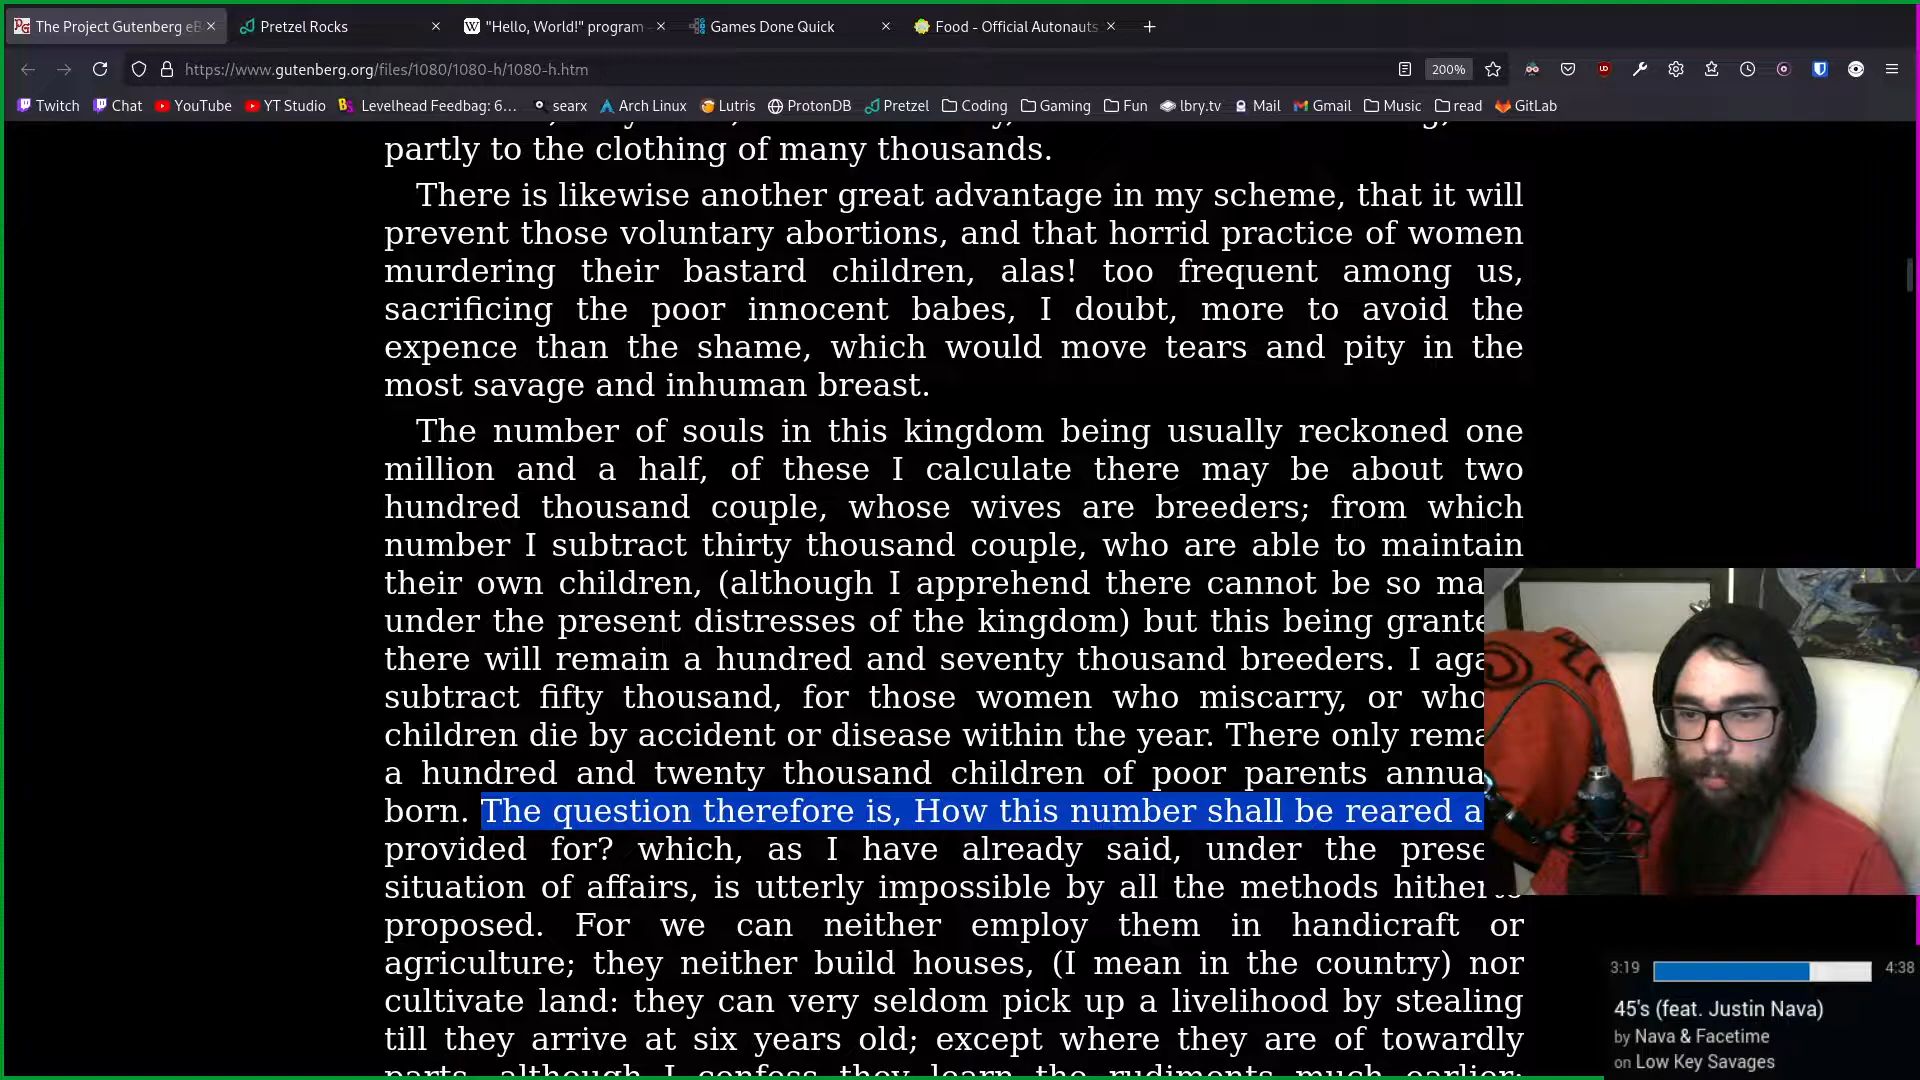 The Project Gutenberg eB
Pretzel Rocks
"Hello, World!" program
Games Done Quick
Food - Official Autonauts
https://www.gutenberg.org/files/1080/1080-h/1080-h.htm
200%
Twitch
Chat
YouTube
YT Studio
Levelhead Feedbag: 6...
searx
Arch Linux
Lutris
ProtonDB
Pretzel
Coding
Gaming
Fun
lbry.tv
Mail
Gmail
Music
read
GitLab
partly to the clothing of many thousands.
There is likewise another great advantage in my scheme, that it will
prevent those voluntary abortions, and that horrid practice of women
murdering their bastard children, alas! too frequent among us,
sacrificing the poor innocent babes, I doubt, more to avoid the
expence than the shame, which would move tears and pity in the
most savage and inhuman breast.
The number of souls in this kingdom being usually reckoned one
million and a half, of these I calculate there may be about two
hundred thousand couple, whose wives are breeders; from which
number I subtract thirty thousand couple, who are able to maintain
their own children, (although I apprehend there cannot be so ma
under the present distresses of the kingdom) but this being grante
there will remain a hundred and seventy thousand breeders. I aga
subtract fifty thousand, for those women who miscarry, or who
children die by accident or disease within the year. There only rema
a hundred and twenty thousand children of poor parents annua
born. The question therefore is, How this number shall be reared a
provided for? which, as I have already said, under the prese
situation of affairs, is utterly impossible by all the methods hitherto
proposed. For we can neither employ them in handicraft or
agriculture; they neither build houses, (I mean in the country) nor
cultivate land: they can very seldom pick up a livelihood by stealing
till they arrive at six years old; except where they are of towardly
parts, although I confess they learn the rudiments much earlier;
3:19
4:38
45's (feat. Justin Nava)
by Nava & Facetime
on Low Key Savages